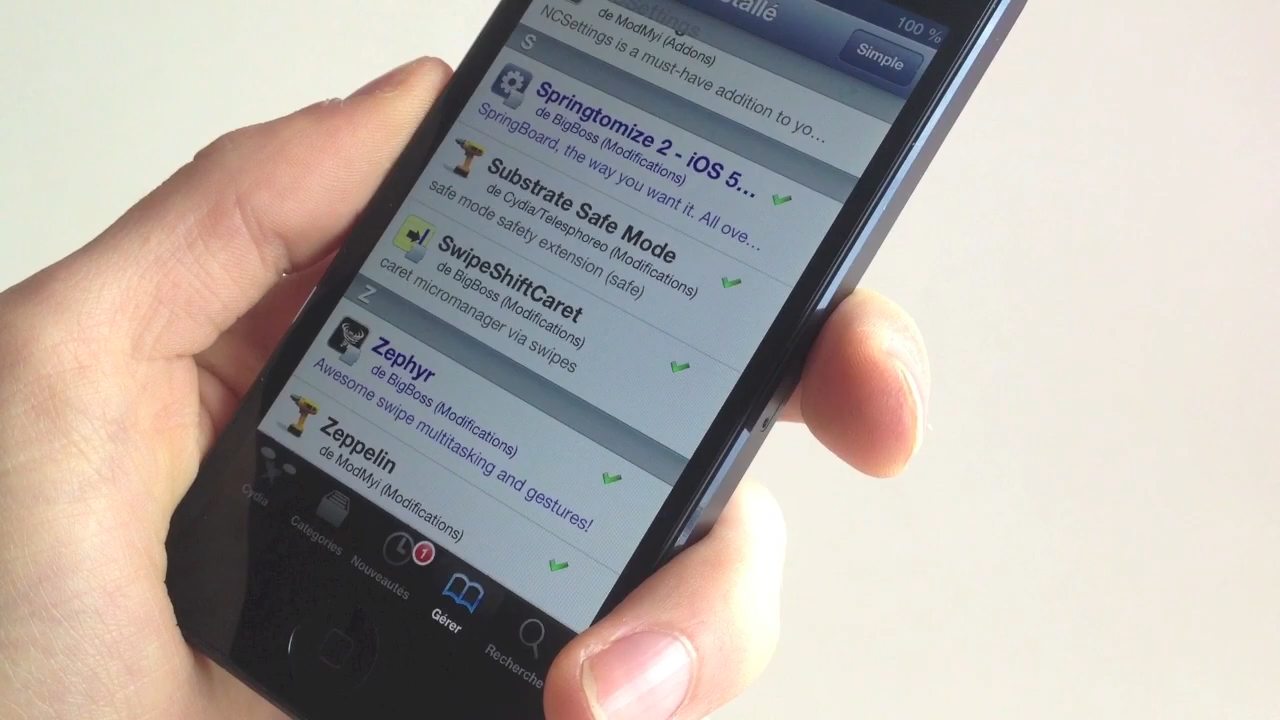 100 %
Simple
de ModMyi (Addons)
NCSettings is a must-have addition to yo...
S
Springtomize 2 - iOS 5...
de BigBoss (Modifications)
SpringBoard, the way you want it. All ove...
Substrate Safe Mode
de Cydia/Telesphoreo (Modifications)
safe mode safety extension (safe)
SwipeShiftCaret
de BigBoss (Modifications)
caret micromanager via swipes
Z
Zephyr
de BigBoss (Modifications)
Awesome swipe multitasking and gestures!
Zeppelin
de ModMyi (Modifications)
Cydia
Catégories
Nouveautés
1
Gérer
Recherche